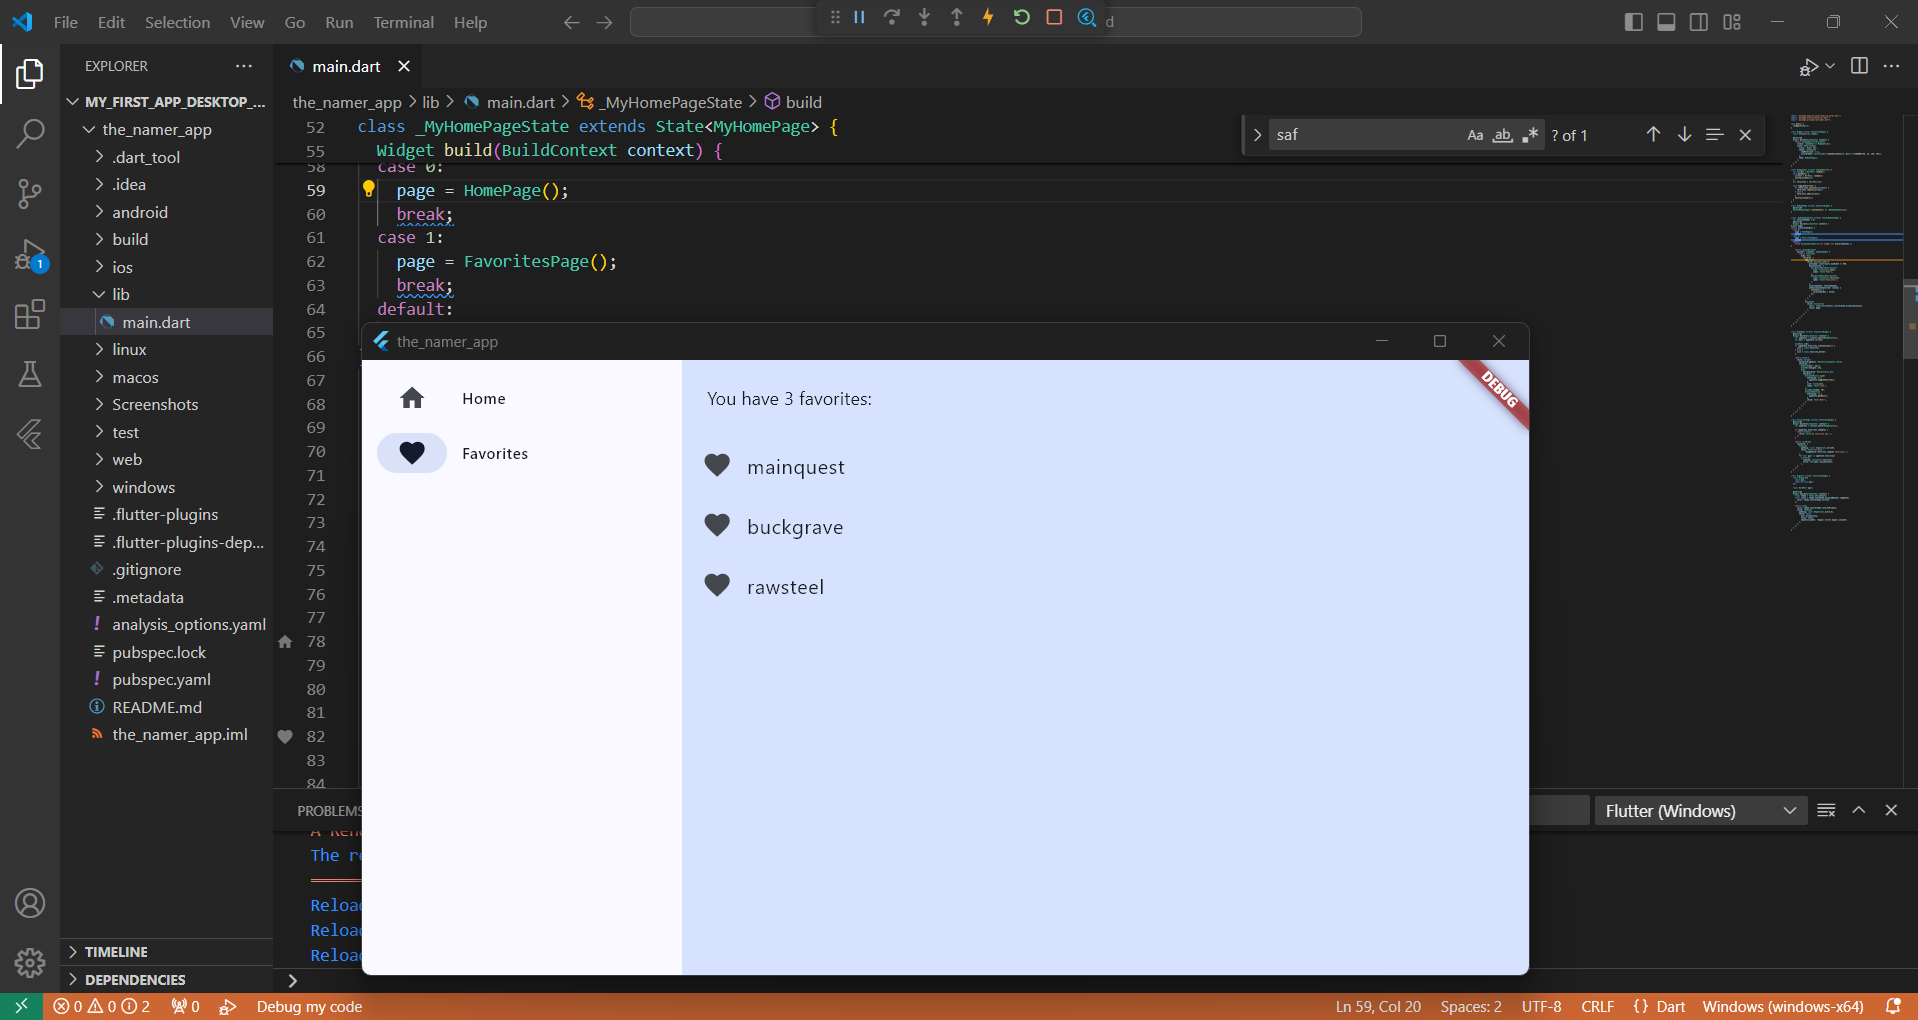 File Edit Selection View Go Run Terminal Help
d
EXPLORER
MY_FIRST_APP_DESKTOP_...
the_namer_app
.dart_tool
.idea
android
build
ios
lib
main.dart
linux
macos
Screenshots
test
web
windows
.flutter-plugins
.flutter-plugins-dep...
.gitignore
.metadata
analysis_options.yaml
pubspec.lock
pubspec.yaml
README.md
the_namer_app.iml
TIMELINE
DEPENDENCIES
1
main.dart
the_namer_app > lib > main.dart > _MyHomePageState > build
52 class _MyHomePageState extends State<MyHomePage> {
55 Widget build(BuildContext context) {
58 case 0:
59 page = HomePage();
60 break;
61 case 1:
62 page = FavoritesPage();
63 break;
64 default:
65
66
67
68
69
70
71
72
73
74
75
76
77
78
79
80
81
82
83
84
saf Aa ab ? of 1
the_namer_app
Home
Favorites
DEBUG
You have 3 favorites:
mainquest
buckgrave
rawsteel
PROBLEMS
Flutter (Windows)
A Ren
The re
Reload
Reload
Reload
0 0 2 0 Debug my code Ln 59, Col 20 Spaces: 2 UTF-8 CRLF {} Dart Windows (windows-x64)